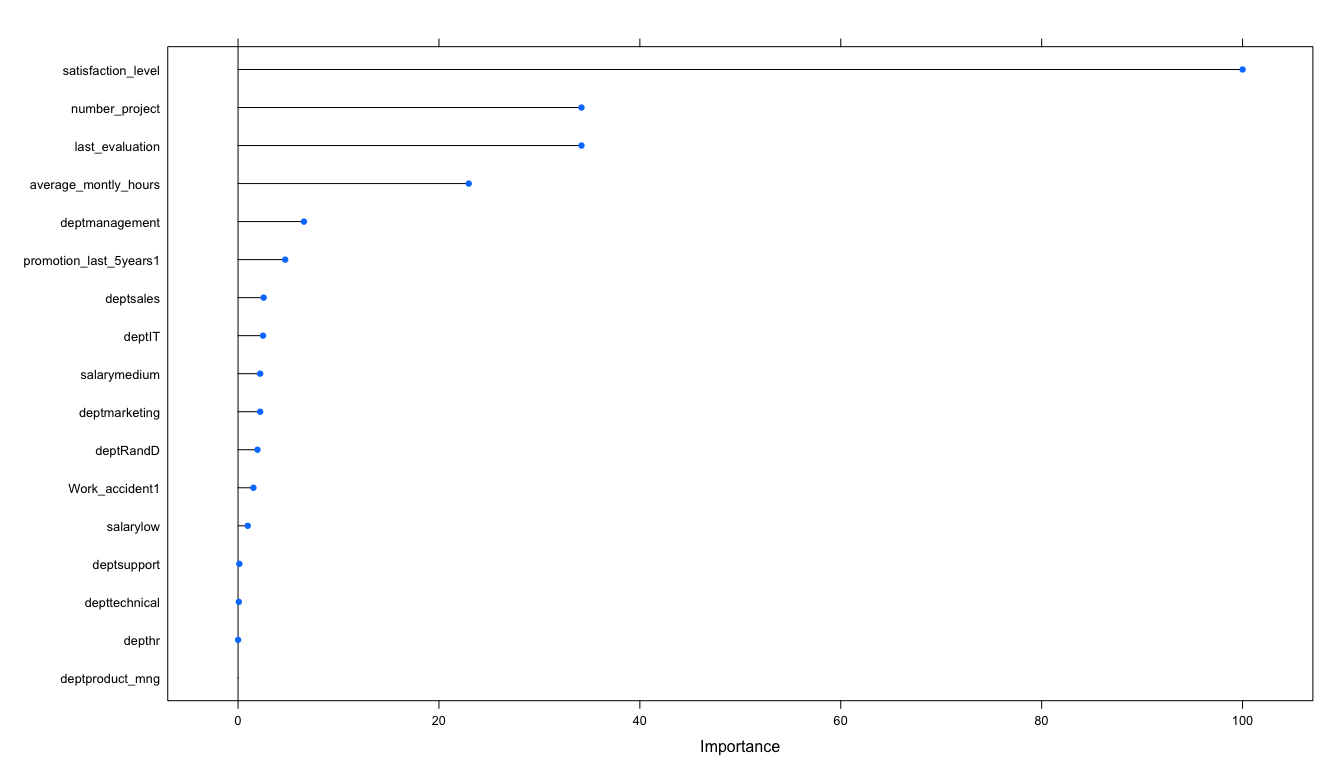 satisfaction_level
number_project
last_evaluation
average_montly_hours
deptmanagement
promotion_last_5years1
deptsales
deptIT
salarymedium
deptmarketing
deptRandD
Work_accident1
salarylow
deptsupport
depttechnical
depthr
deptproduct_mng
0 20 40 60 80 100
Importance